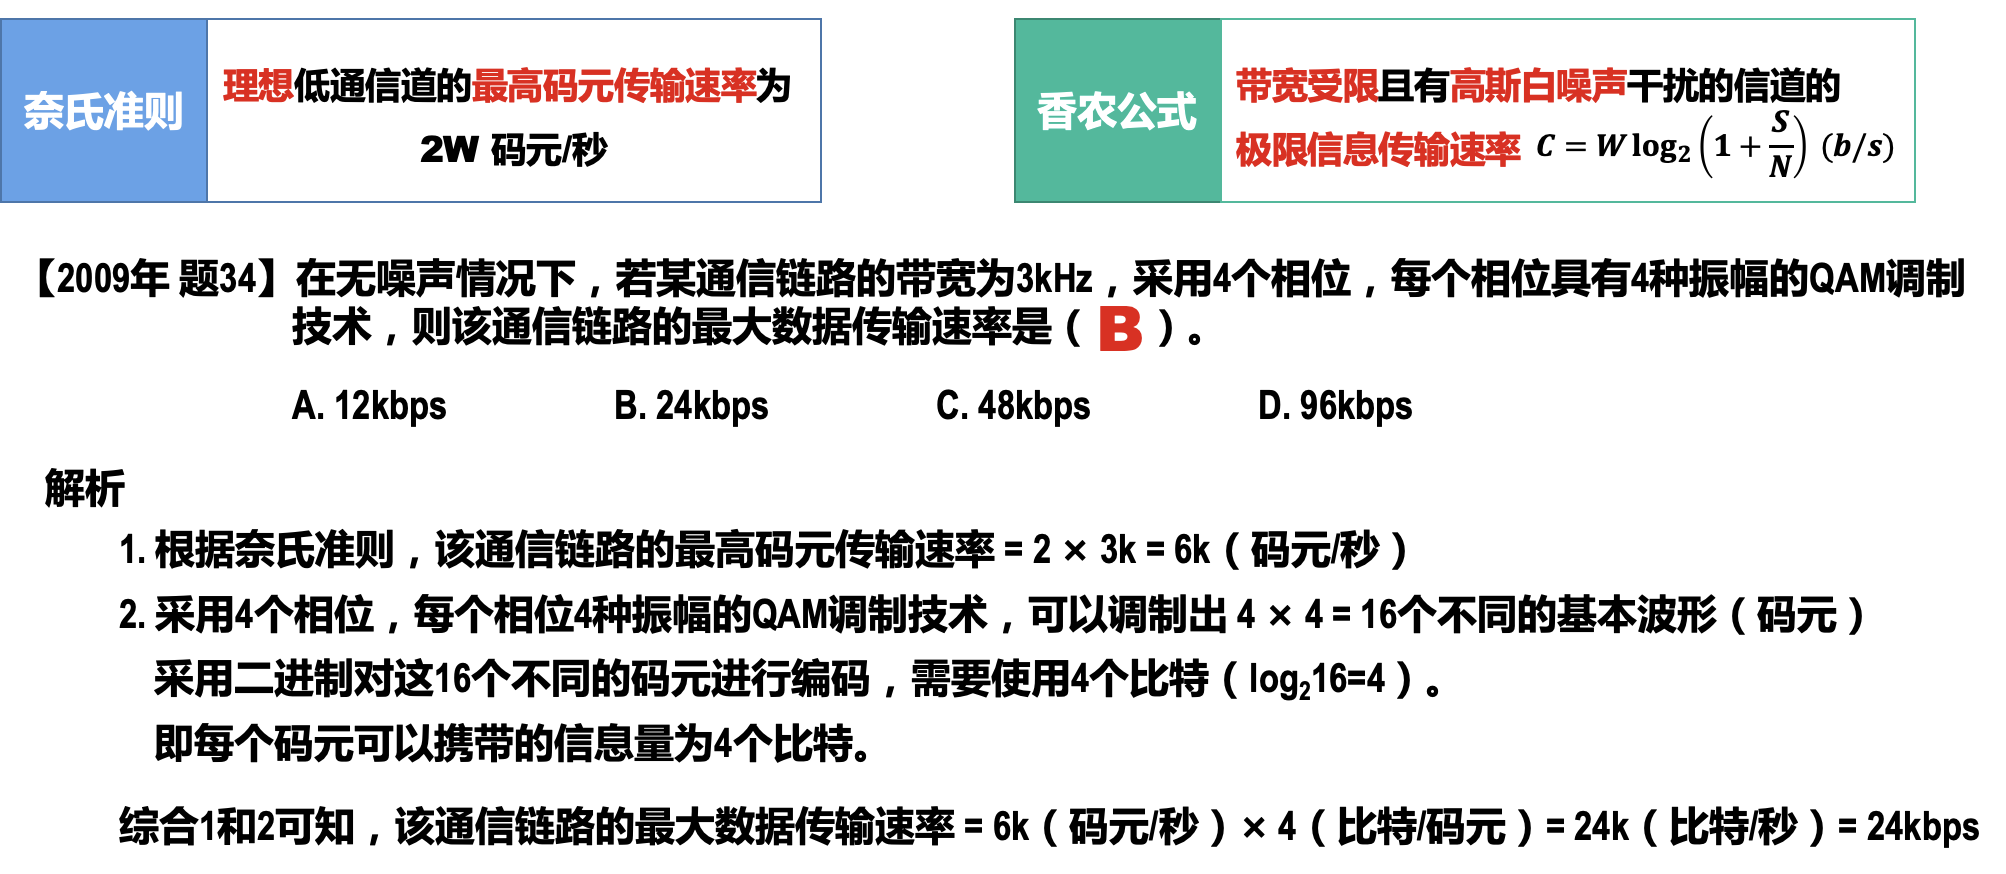 奈氏准则
理想低通信道的最高码元传输速率为
2W 码元/秒
香农公式
带宽受限且有高斯白噪声干扰的信道的
极限信息传输速率 C = W log₂(1 + S/N) (b/s)
【2009年 题34】在无噪声情况下，若某通信链路的带宽为3kHz，采用4个相位，每个相位具有4种振幅的QAM调制
技术，则该通信链路的最大数据传输速率是（ B ）。
A. 12kbps B. 24kbps C. 48kbps D. 96kbps
解析
1. 根据奈氏准则，该通信链路的最高码元传输速率 = 2 × 3k = 6k（码元/秒）
2. 采用4个相位，每个相位4种振幅的QAM调制技术，可以调制出 4 × 4 = 16个不同的基本波形（码元）
采用二进制对这16个不同的码元进行编码，需要使用4个比特（log₂16=4）。
即每个码元可以携带的信息量为4个比特。
综合1和2可知，该通信链路的最大数据传输速率 = 6k（码元/秒）× 4（比特/码元）= 24k（比特/秒）= 24kbps